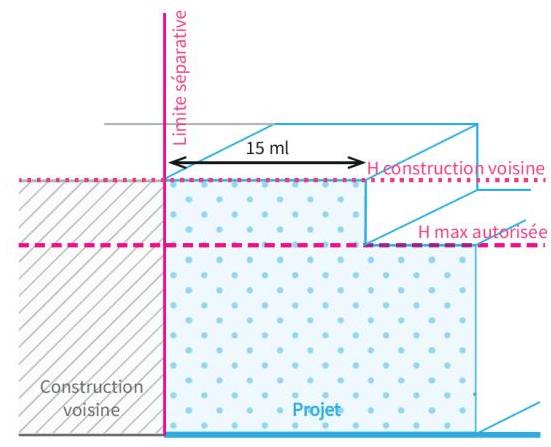 Limite séparative
15 ml
H construction voisine
H max autorisée
Construction
voisine
Projet